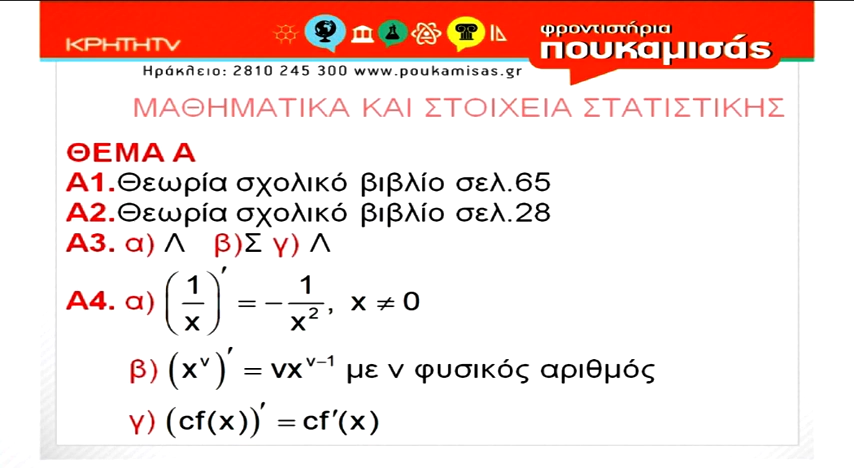 ΚΡΗΤΗTV
φροντιστήρια
πουκαμισάς
Ηράκλειο: 2810 245 300 www.poukamisas.gr
ΜΑΘΗΜΑΤΙΚΑ ΚΑΙ ΣΤΟΙΧΕΙΑ ΣΤΑΤΙΣΤΙΚΗΣ
ΘΕΜΑ Α
Α1.Θεωρία σχολικό βιβλίο σελ.65
Α2.Θεωρία σχολικό βιβλίο σελ.28
Α3. α) Λ β)Σ γ) Λ
Α4. α) (1/x)′ = −1/x², x ≠ 0
β) (xᵛ)′ = νxᵛ⁻¹ με ν φυσικός αριθμός
γ) (cf(x))′ = cf′(x)